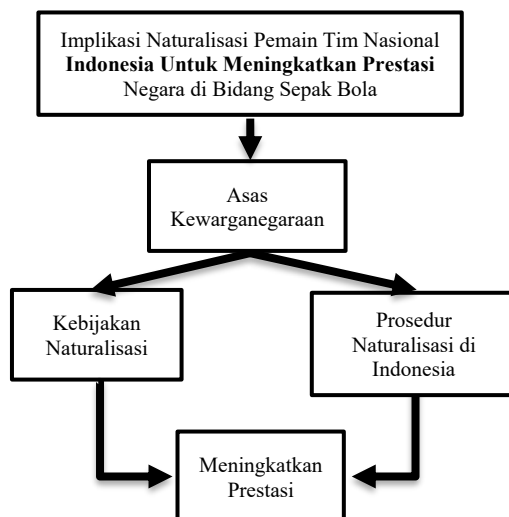 Implikasi Naturalisasi Pemain Tim Nasional
Indonesia Untuk Meningkatkan Prestasi
Negara di Bidang Sepak Bola
Asas
Kewarganegaraan
Kebijakan
Naturalisasi
Prosedur
Naturalisasi di
Indonesia
Meningkatkan
Prestasi